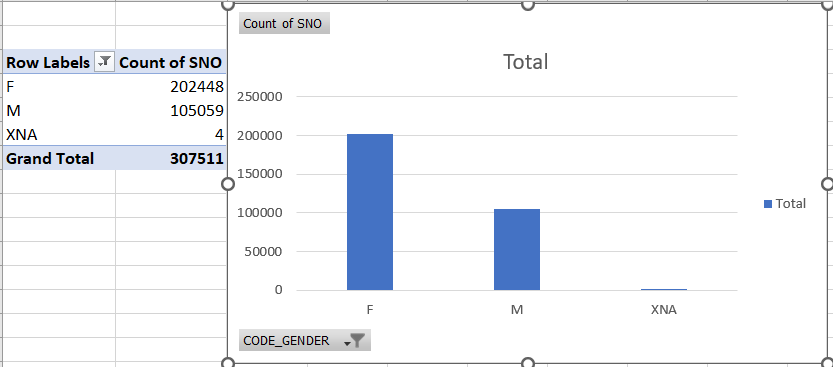 Row Labels Count of SNO
F 202448
M 105059
XNA 4
Grand Total 307511
Count of SNO
Total
250000
200000
150000
100000
50000
0
F M XNA
Total
CODE_GENDER